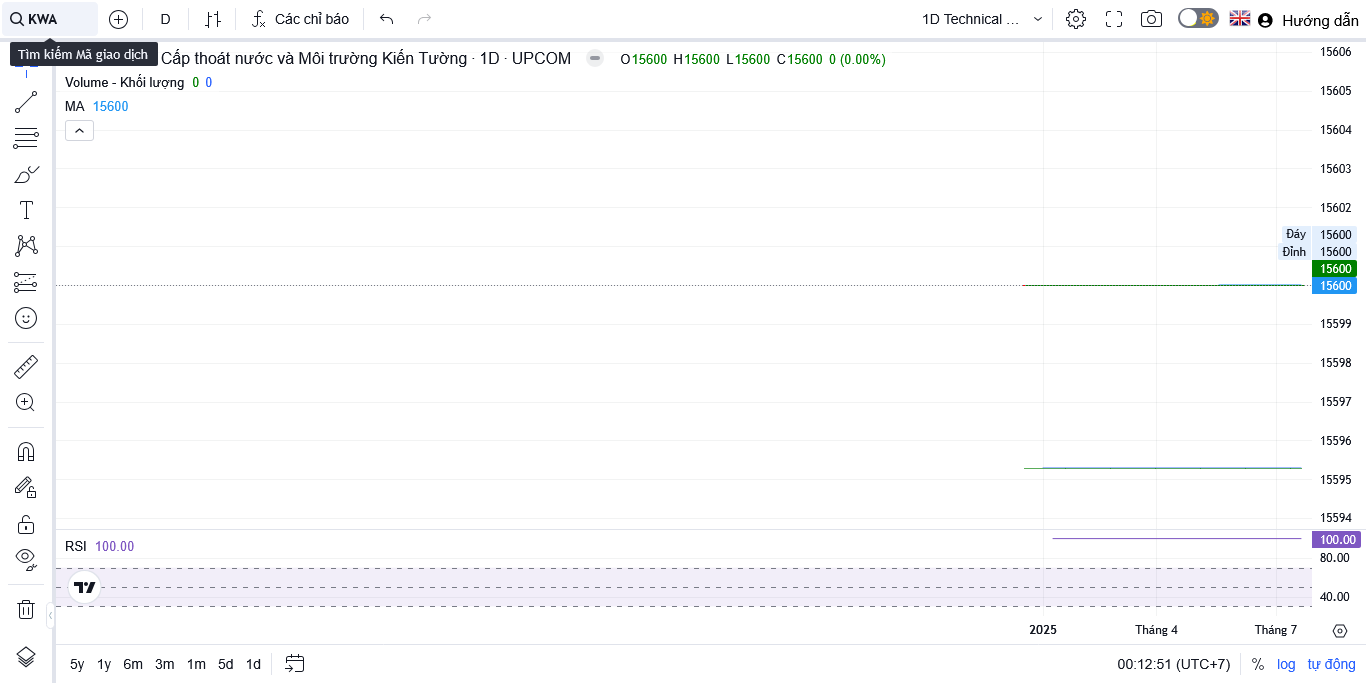 KWA
D
Các chỉ báo
1D Technical ...
Hướng dẫn
Tìm kiếm Mã giao dịch
Cấp thoát nước và Môi trường Kiến Tường · 1D · UPCOM
O15600 H15600 L15600 C15600 0 (0.00%)
Volume - Khối lượng 0 0
MA 15600
15606
15605
15604
15603
15602
Đáy 15600
Đỉnh 15600
15600
15600
15599
15598
15597
15596
15595
15594
RSI 100.00
100.00
80.00
40.00
2025 Tháng 4 Tháng 7
5y 1y 6m 3m 1m 5d 1d
00:12:51 (UTC+7)
% log tự động